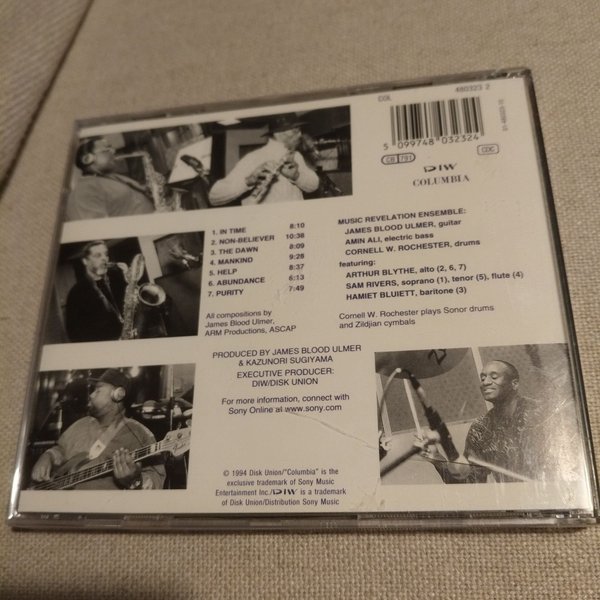 COL 480323 2
5 099748 032324
01-480323-10
CB 781
CDC
DIW
COLUMBIA
1. IN TIME 8:10
2. NON-BELIEVER 10:38
3. THE DAWN 8:09
4. MANKIND 9:28
5. HELP 8:37
6. ABUNDANCE 6:13
7. PURITY 7:49
All compositions by
James Blood Ulmer,
ARM Productions, ASCAP
MUSIC REVELATION ENSEMBLE:
JAMES BLOOD ULMER, guitar
AMIN ALI, electric bass
CORNELL W. ROCHESTER, drums
featuring:
ARTHUR BLYTHE, alto (2, 6, 7)
SAM RIVERS, soprano (1), tenor (5), flute (4)
HAMIET BLUIETT, baritone (3)
Cornell W. Rochester plays Sonor drums
and Zildjian cymbals
PRODUCED BY JAMES BLOOD ULMER
& KAZUNORI SUGIYAMA
EXECUTIVE PRODUCER:
DIW/DISK UNION
For more information, connect with
Sony Online at www.sony.com
© 1994 Disk Union/"Columbia" is the
exclusive trademark of Sony Music
Entertainment Inc./DIW is a trademark
of Disk Union/Distribution Sony Music